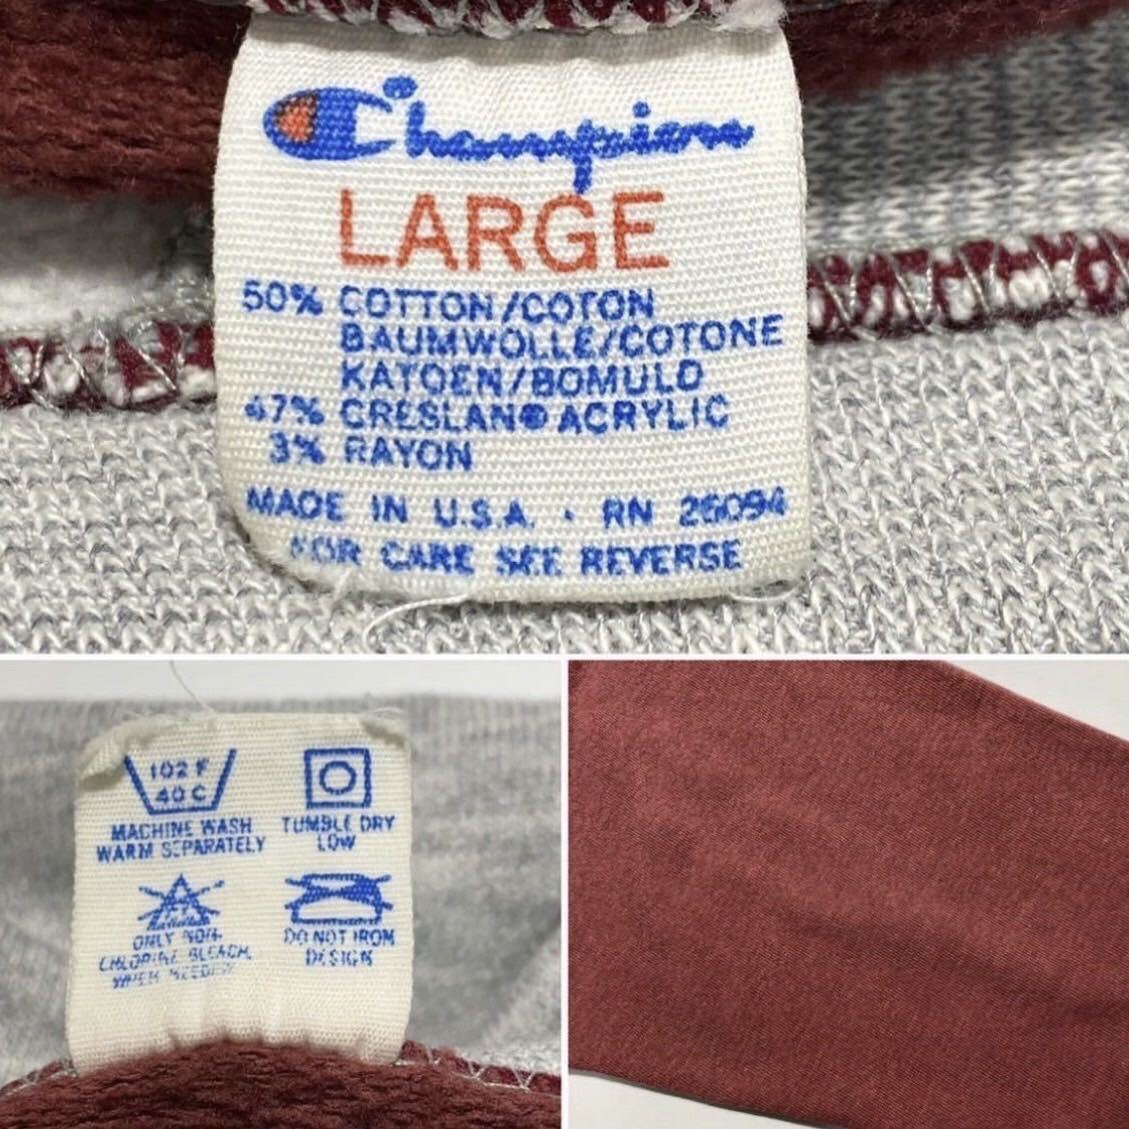 Champion
LARGE
50% COTTON/COTON
BAUMWOLLE/COTONE
KATOEN/BOMULD
47% CRESLAN® ACRYLIC
3% RAYON
MADE IN U.S.A. · RN 26094
FOR CARE SEE REVERSE
102 F
40 C
MACHINE WASH
WARM SEPARATELY
TUMBLE DRY
LOW
ONLY NON-
CHLORINE BLEACH,
WHEN NEEDED
DO NOT IRON
DESIGN